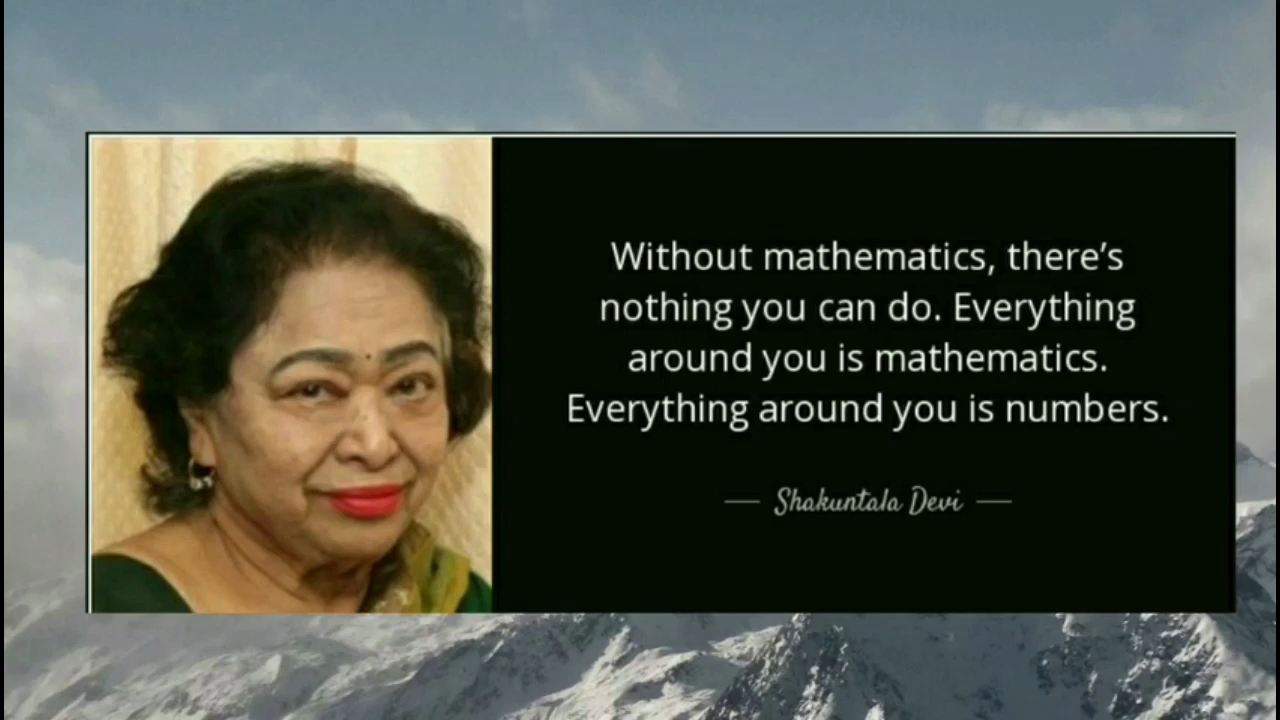 Without mathematics, there’s
nothing you can do. Everything
around you is mathematics.
Everything around you is numbers.
— Shakuntala Devi —